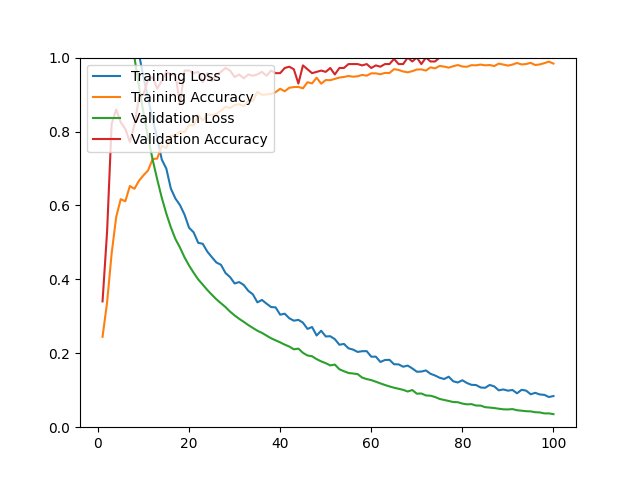 1.0
0.8
0.6
0.4
0.2
0.0
Training Loss
Training Accuracy
Validation Loss
Validation Accuracy
0 20 40 60 80 100